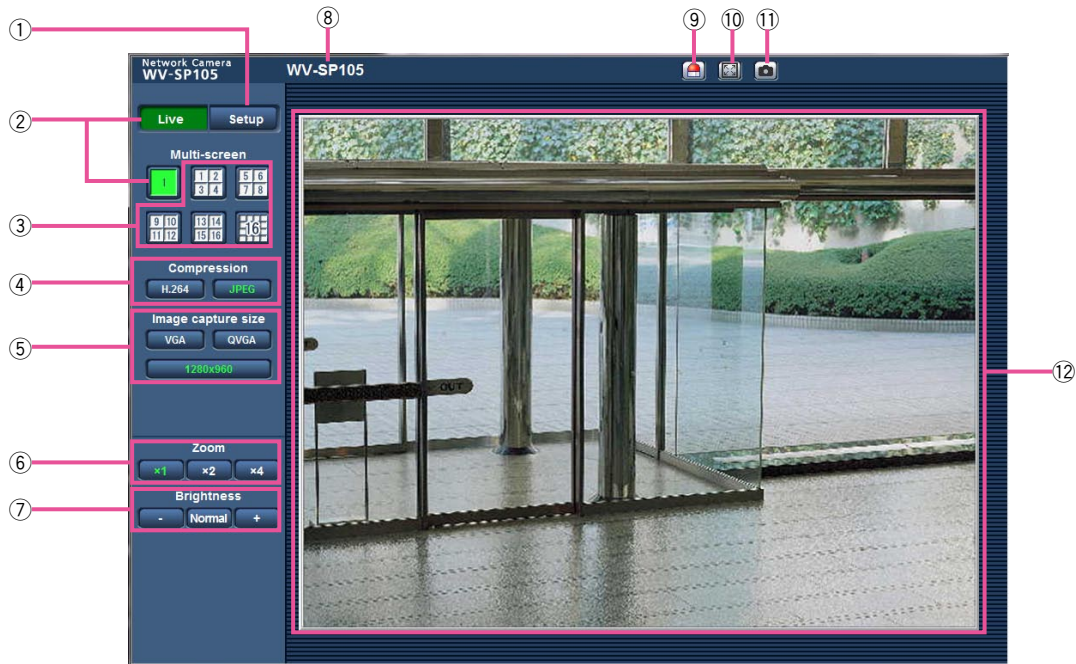 ① ⑧ ⑨ ⑩ ⑪
Network Camera
WV-SP105
WV-SP105
② Live Setup
Multi-screen
1 1 2 3 4 5 6 7 8
③ 9 10 11 12 13 14 15 16 16
Compression
④ H.264 JPEG
Image capture size
⑤ VGA QVGA
1280x960
⑫
OUT
Zoom
⑥ ×1 ×2 ×4
Brightness
⑦ - Normal +